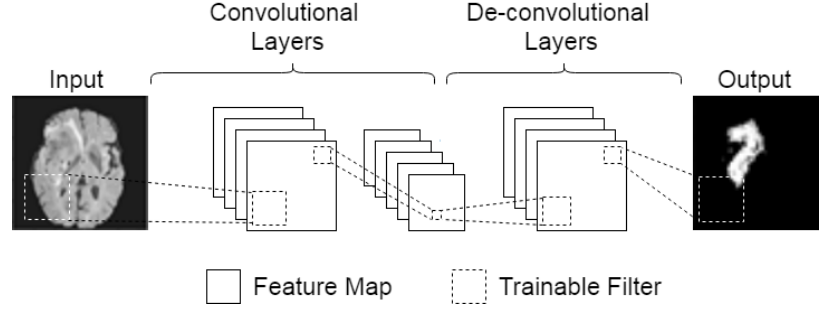 Convolutional
Layers
De-convolutional
Layers
Input
Output
Feature Map
Trainable Filter